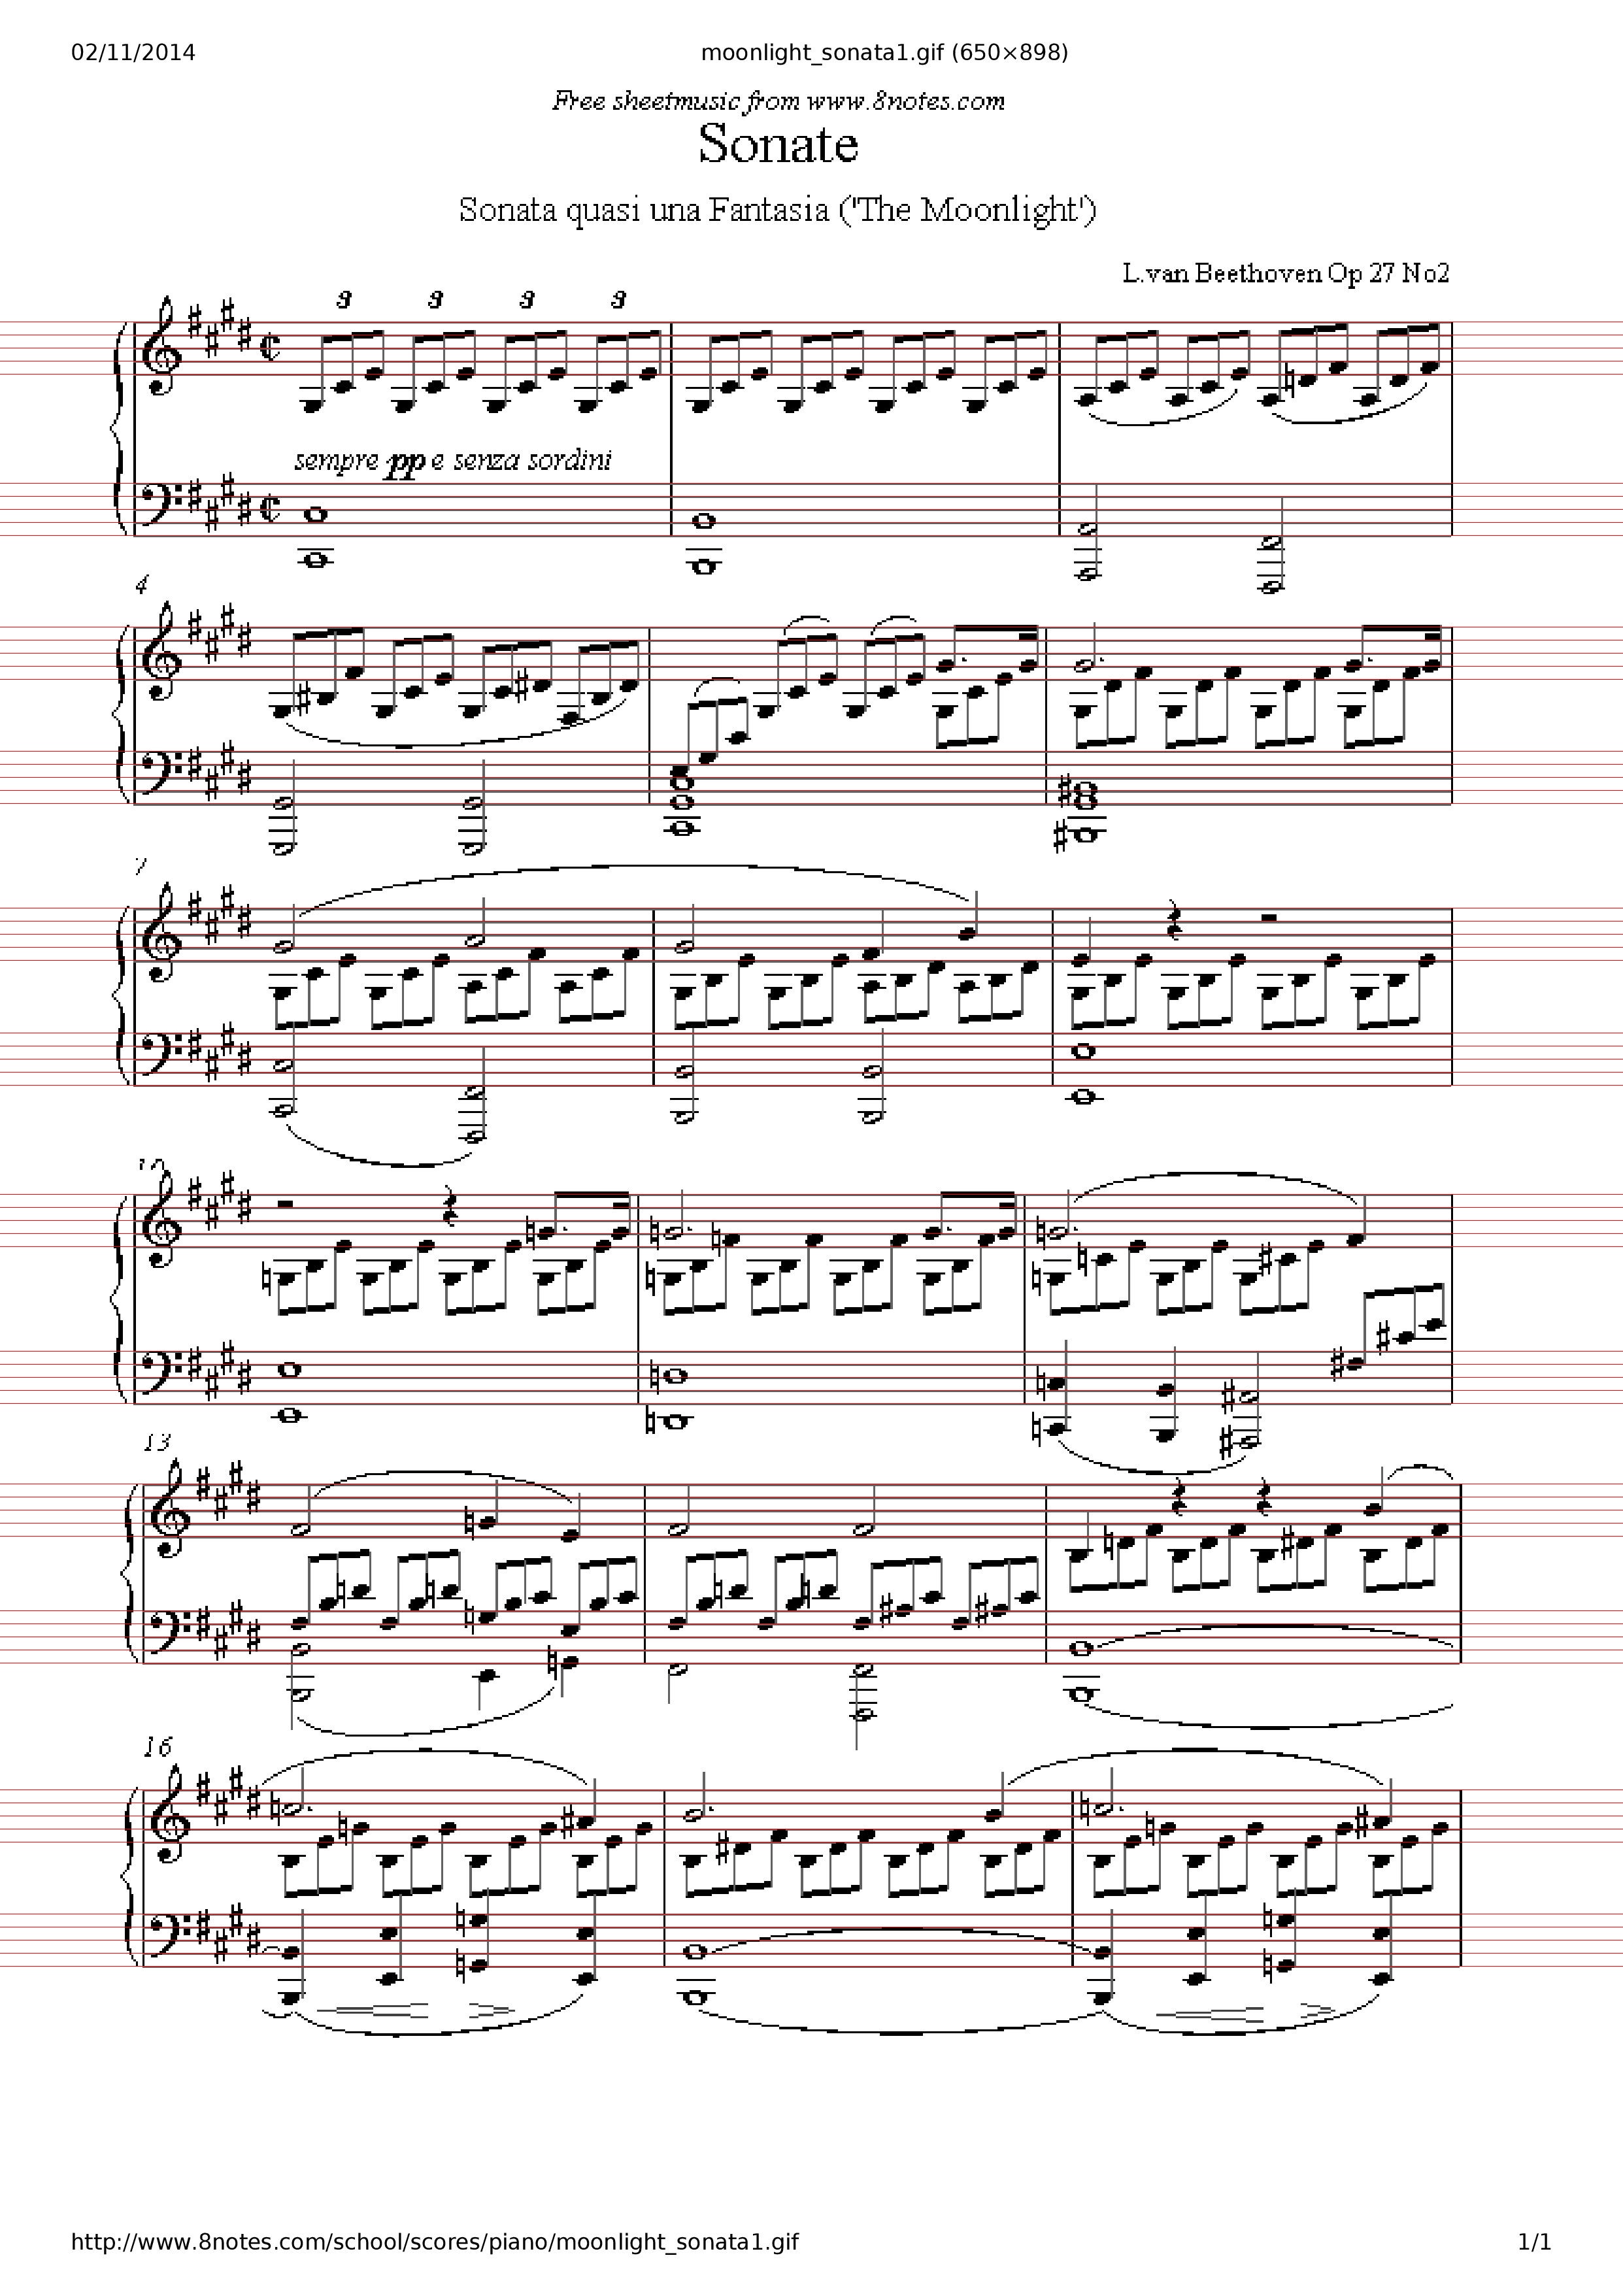 02/11/2014 moonlight_sonata1.gif (650×898)
Free sheetmusic from www.8notes.com
Sonate
Sonata quasi una Fantasia ('The Moonlight')
L.van Beethoven Op 27 No2
3 3 3 3
sempre pp e senza sordini
4
7
13
16
http://www.8notes.com/school/scores/piano/moonlight_sonata1.gif 1/1